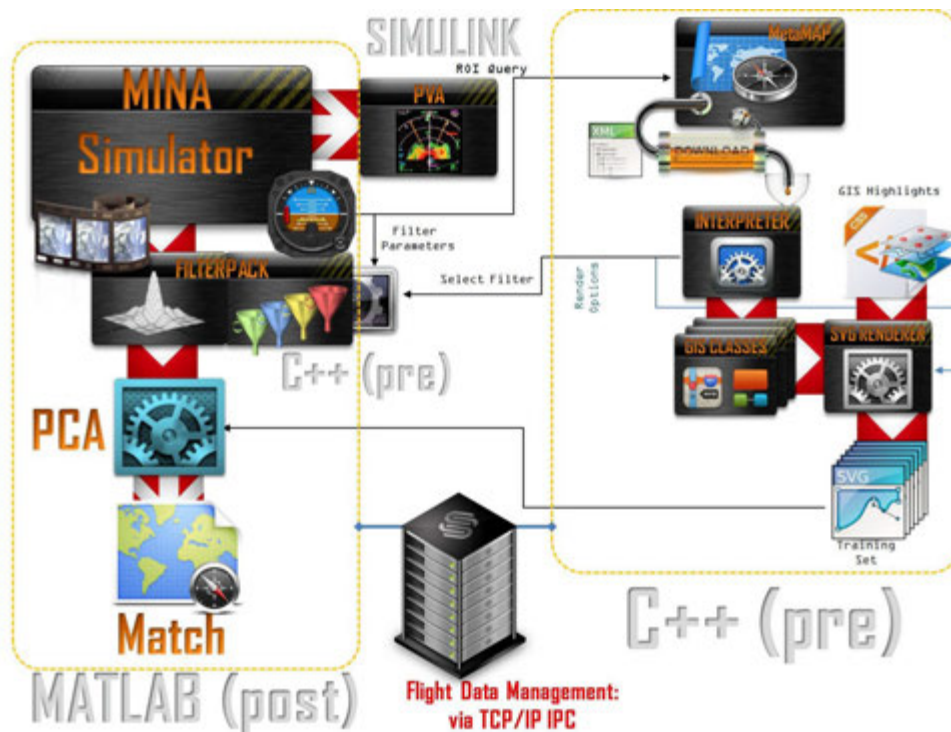 SIMULINK
MetaMAP
ROI Query
MINA
PVA
Simulator
XML
DOWNLOAD
GIS Highlights
CSS
INTERPRETER
Filter
Parameters
FILTERPACK
Select Filter
Render
Options
C++ (pre)
GIS CLASSES
SVG RENDERER
PCA
SVG
Training
Set
Match
C++ (pre)
MATLAB (post)
Flight Data Management:
via TCP/IP IPC